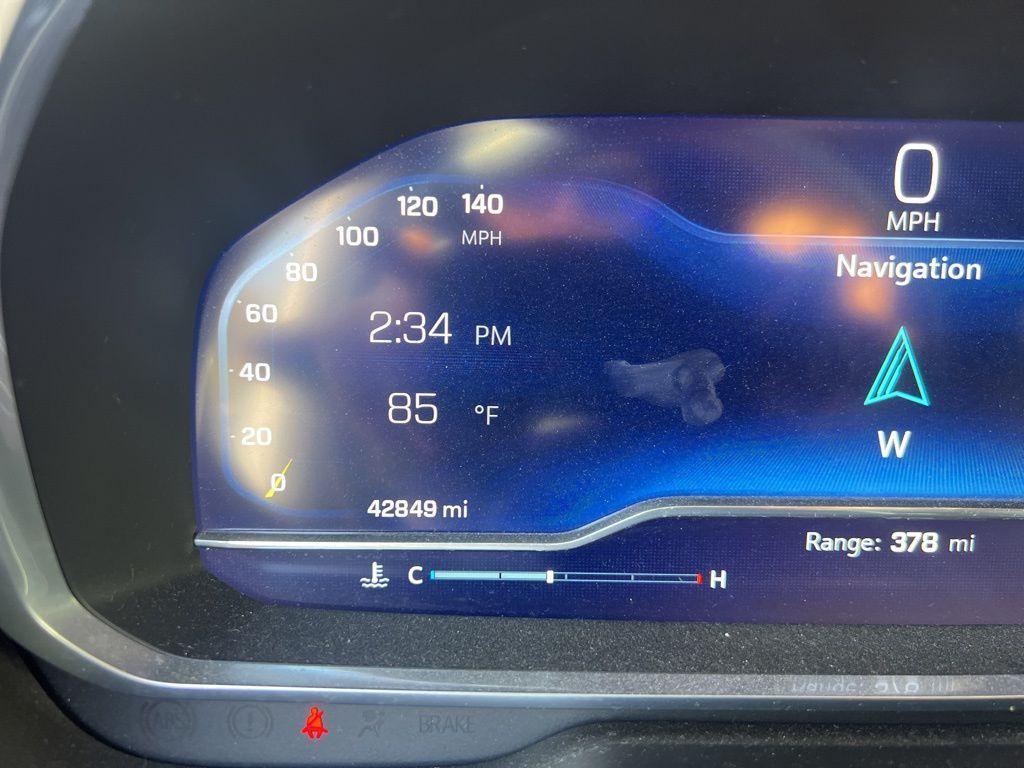 0
MPH
120 140
100 MPH
80
60
40
20
0
2:34 PM
85 °F
42849 mi
Navigation
W
Range: 378 mi
C H
ABS
BRAKE